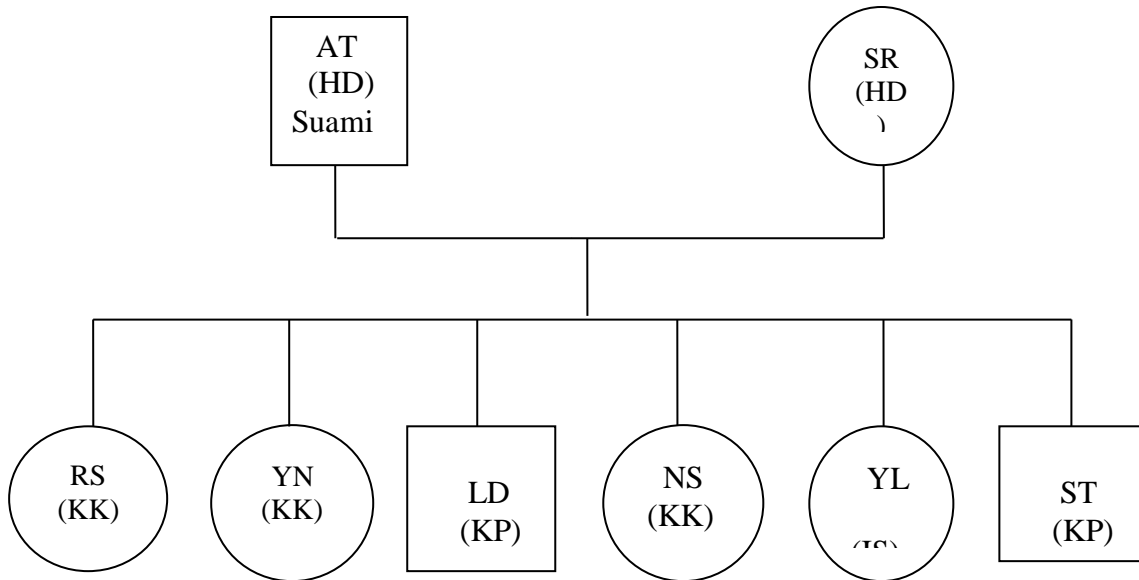 AT
(HD)
Suami
SR
(HD
)
RS
(KK)
YN
(KK)
LD
(KP)
NS
(KK)
YL
ST
(KP)